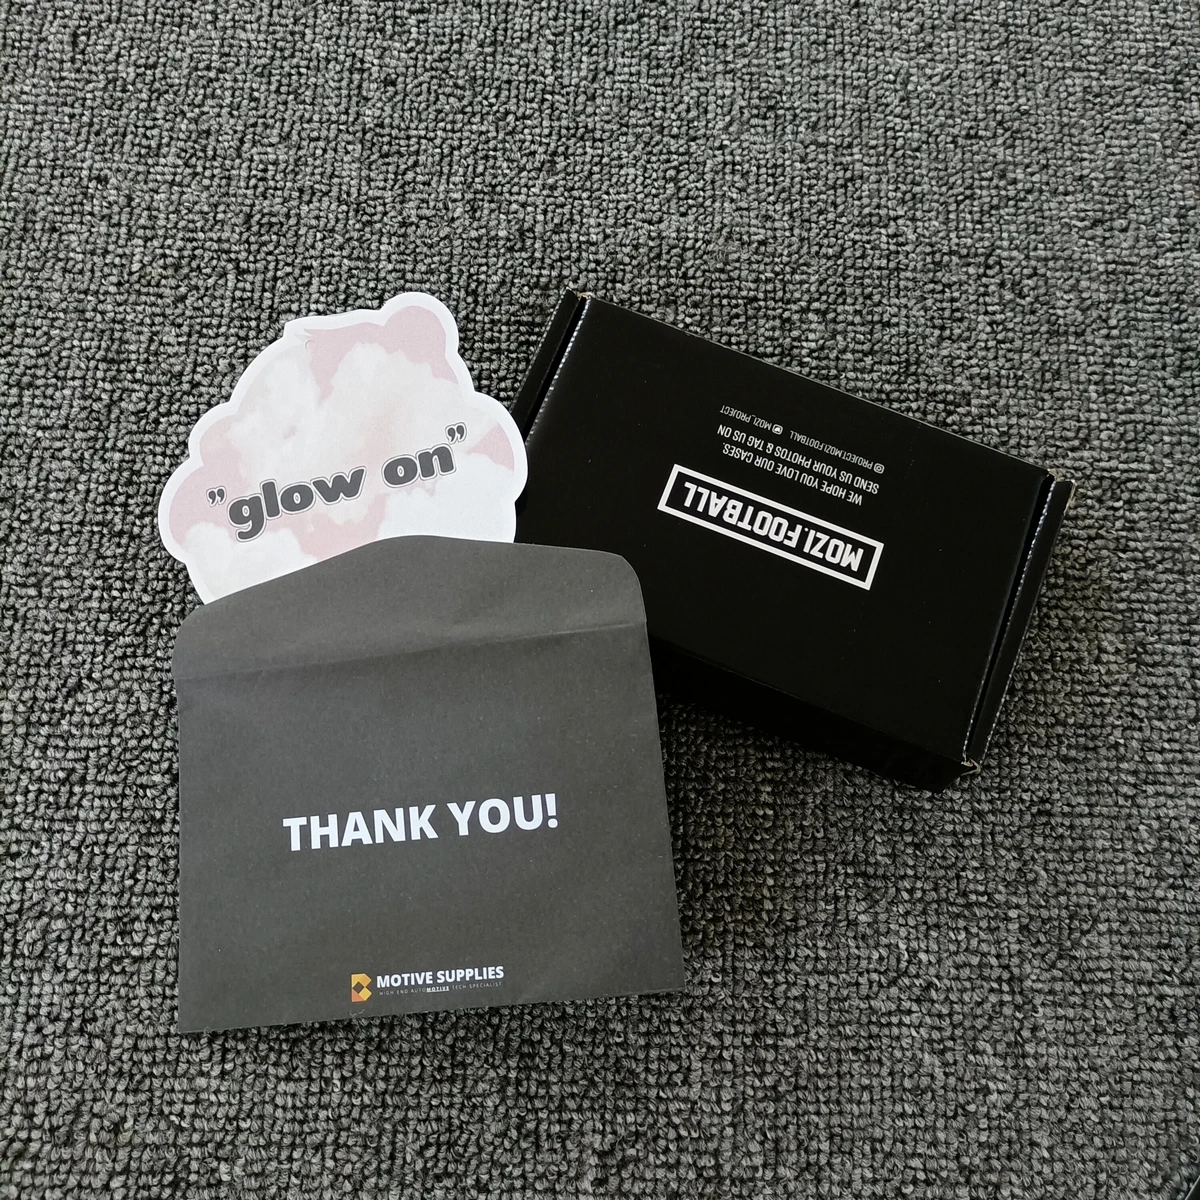 "glow on"
MOZI.FOOTBALL
WE HOPE YOU LOVE OUR CASES.
SEND US YOUR PHOTOS & TAG US ON
PROJECT.MOZI.FOOTBALL MOZI_PROJECT
THANK YOU!
MOTIVE SUPPLIES
HIGH END AUTOMOTIVE TECH SPECIALIST